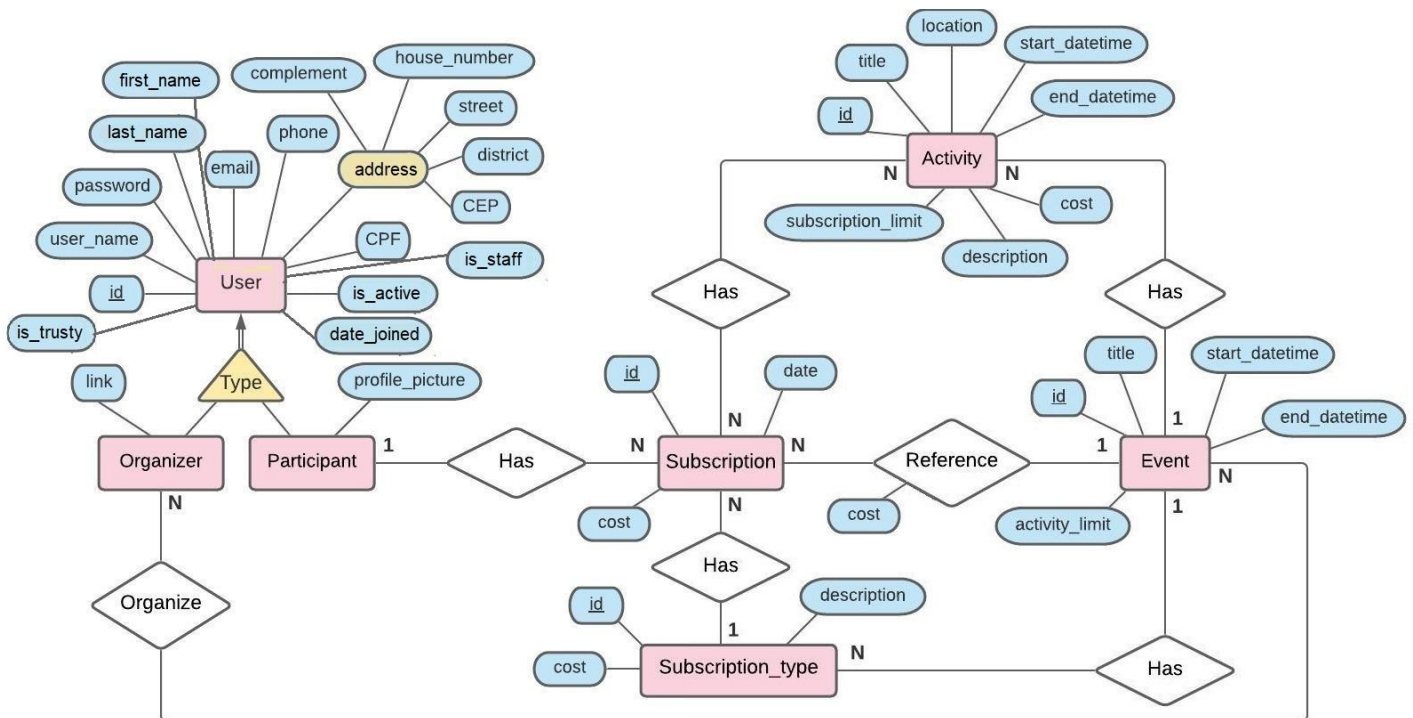 house_number
complement
first_name
street
last_name
phone
district
email
address
password
CEP
user_name
CPF
is_staff
User
id
is_active
is_trusty
date_joined
link
Type
profile_picture
Organizer
Participant
1
Has
N
N
Organize
location
start_datetime
title
end_datetime
id
Activity
N
N
cost
subscription_limit
description
Has
Has
id
date
N
Subscription
N
cost
N
Reference
cost
1
title
start_datetime
id
end_datetime
1
Event
N
activity_limit
1
Has
id
description
1
cost
Subscription_type
N
Has